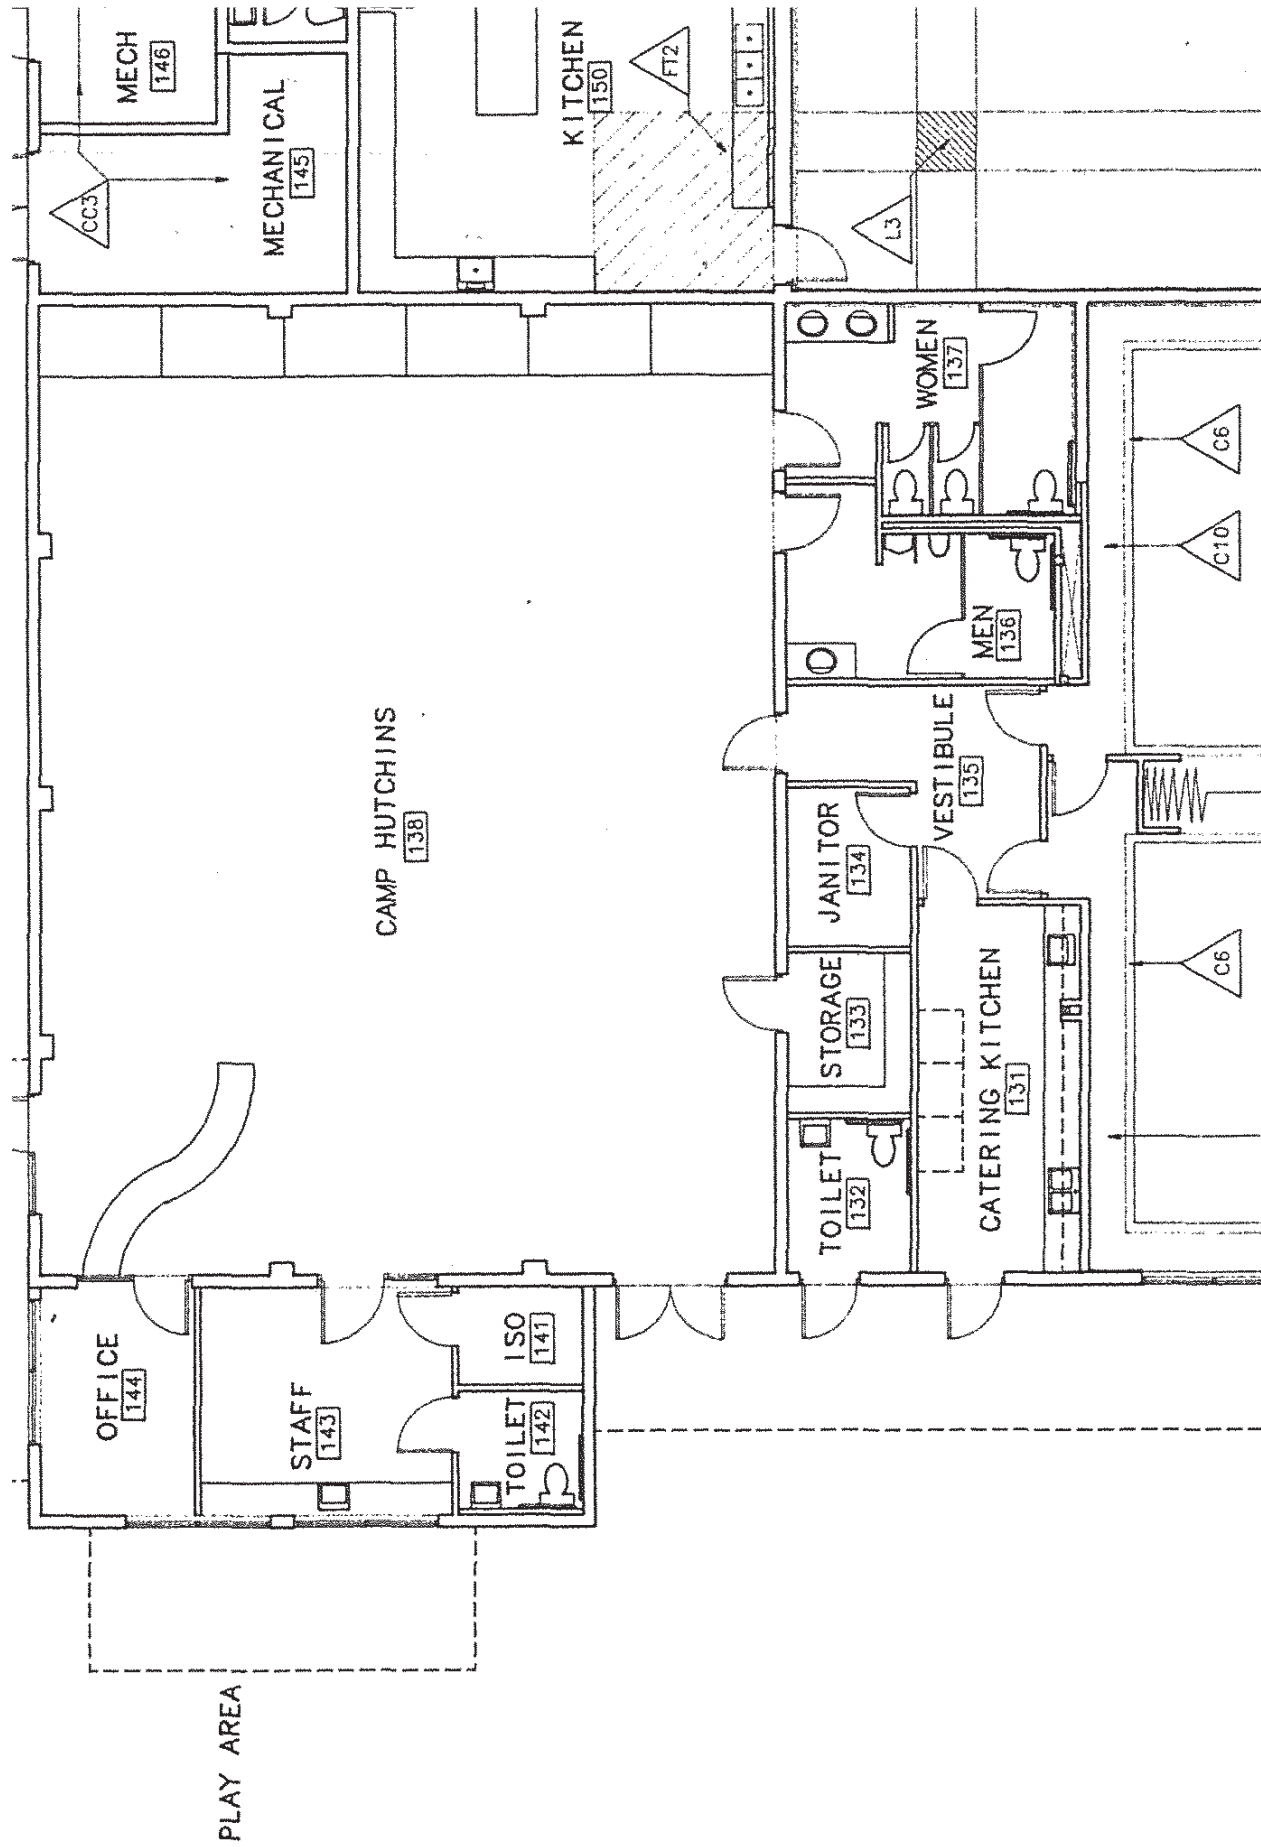 MECH
146
MECHANICAL
145
CC3
KITCHEN
150
FT2
L3
WOMEN
137
C6
C10
MEN
136
CAMP HUTCHINS
138
VESTIBULE
135
JANITOR
134
STORAGE
133
CATERING KITCHEN
131
C6
TOILET
132
OFFICE
144
STAFF
143
ISO
141
TOILET
142
PLAY AREA